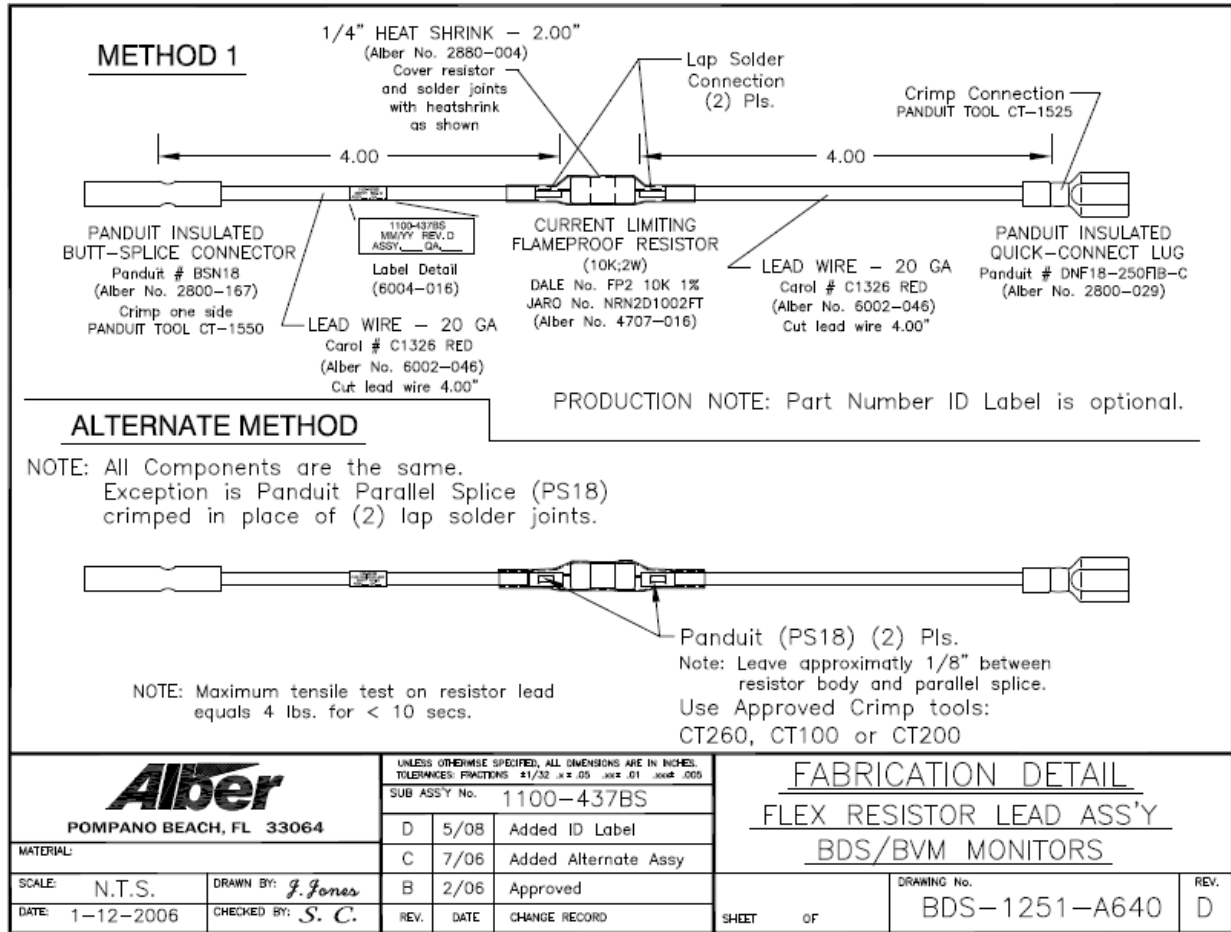 METHOD 1
1/4" HEAT SHRINK – 2.00"
(Alber No. 2880–004)
Cover resistor
and solder joints
with heatshrink
as shown
Lap Solder
Connection
(2) Pls.
Crimp Connection
PANDUIT TOOL CT–1525
4.00
4.00
PANDUIT INSULATED
BUTT–SPLICE CONNECTOR
Panduit # BSN18
(Alber No. 2800–167)
Crimp one side
PANDUIT TOOL CT–1550
1100-437BS
MM/YY REV. D
ASSY.___ QA.___
Label Detail
(6004–016)
LEAD WIRE – 20 GA
Carol # C1326 RED
(Alber No. 6002–046)
Cut lead wire 4.00"
CURRENT LIMITING
FLAMEPROOF RESISTOR
(10K;2W)
DALE No. FP2 10K 1%
JARO No. NRN2D1002FT
(Alber No. 4707–016)
LEAD WIRE – 20 GA
Carol # C1326 RED
(Alber No. 6002–046)
Cut lead wire 4.00"
PANDUIT INSULATED
QUICK–CONNECT LUG
Panduit # DNF18–250FIB–C
(Alber No. 2800–029)
PRODUCTION NOTE: Part Number ID Label is optional.
ALTERNATE METHOD
NOTE: All Components are the same.
Exception is Panduit Parallel Splice (PS18)
crimped in place of (2) lap solder joints.
Panduit (PS18) (2) Pls.
Note: Leave approximatly 1/8" between
resistor body and parallel splice.
Use Approved Crimp tools:
CT260, CT100 or CT200
NOTE: Maximum tensile test on resistor lead
equals 4 lbs. for < 10 secs.
Alber
POMPANO BEACH, FL 33064
MATERIAL:
SCALE: N.T.S.
DRAWN BY: J. Jones
DATE: 1–12–2006
CHECKED BY: S. C.
UNLESS OTHERWISE SPECIFIED, ALL DIMENSIONS ARE IN INCHES.
TOLERANCES: FRACTIONS ±1/32 .x± .05 .xx± .01 .xxx± .005
SUB ASS'Y No. 1100–437BS
D 5/08 Added ID Label
C 7/06 Added Alternate Assy
B 2/06 Approved
REV. DATE CHANGE RECORD
FABRICATION DETAIL
FLEX RESISTOR LEAD ASS'Y
BDS/BVM MONITORS
SHEET OF
DRAWING No.
BDS–1251–A640
REV.
D